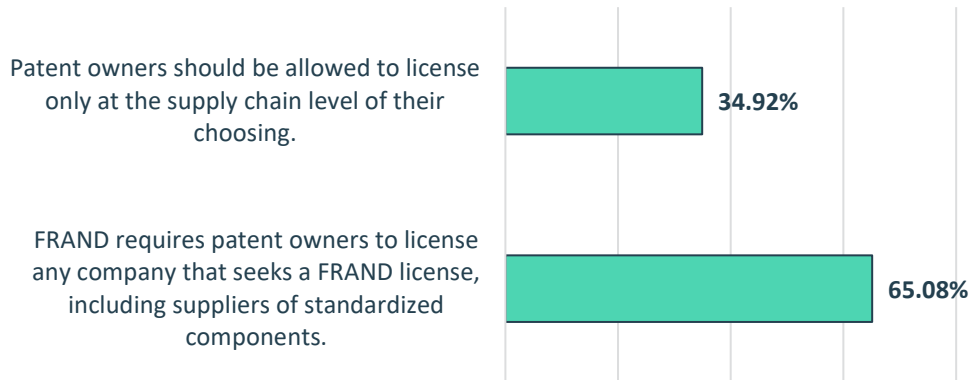 Patent owners should be allowed to license
only at the supply chain level of their
choosing.
34.92%
FRAND requires patent owners to license
any company that seeks a FRAND license,
including suppliers of standardized
components.
65.08%